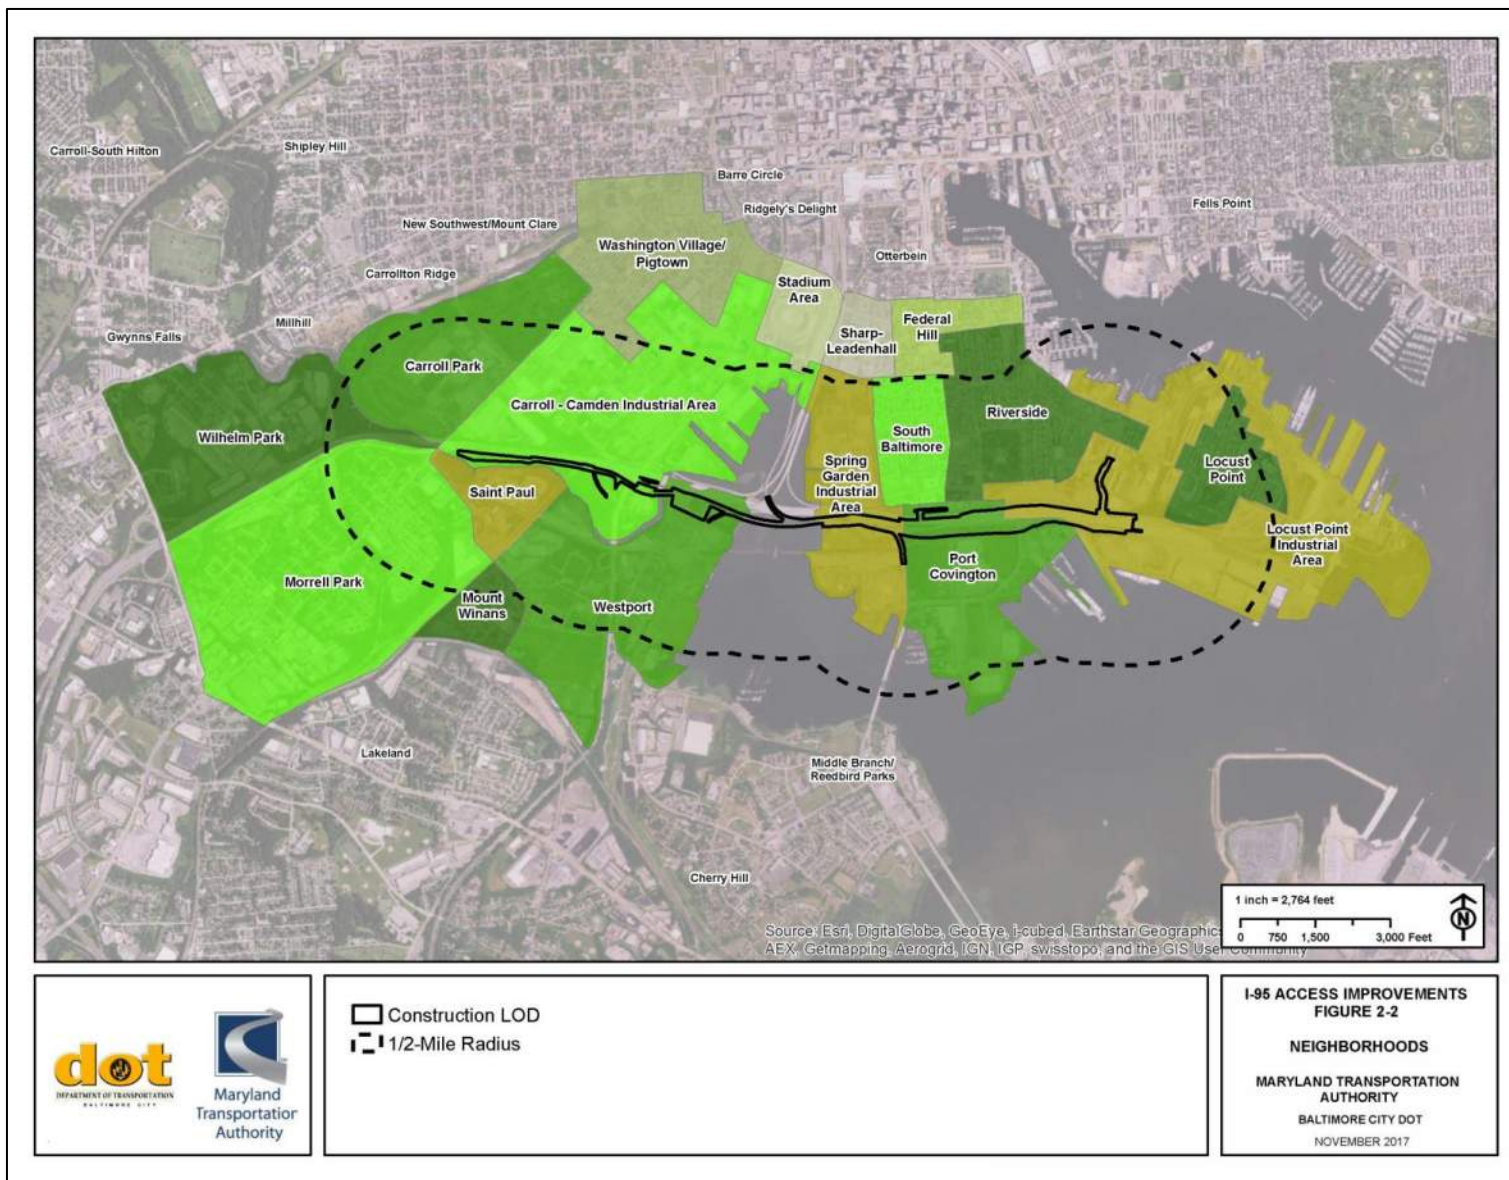 Carroll-South Hilton
Shipley Hill
Barre Circle
Ridgely's Delight
Fells Point
New Southwest/Mount Clare
Washington Village/
Pigtown
Otterbein
Carrollton Ridge
Stadium
Area
Millhill
Gwynns Falls
Federal
Hill
Sharp-
Leadenhall
Carroll Park
Carroll - Camden Industrial Area
Riverside
Wilhelm Park
South
Baltimore
Spring
Garden
Industrial
Area
Locust
Point
Saint Paul
Locust Point
Industrial
Area
Port
Covington
Morrell Park
Mount
Winans
Westport
Lakeland
Middle Branch/
Reedbird Parks
Cherry Hill
Source: Esri, DigitalGlobe, GeoEye, i-cubed, Earthstar Geographics
AEX, Getmapping, Aerogrid, IGN, IGP, swisstopo, and the GIS User Community
1 inch = 2,764 feet
0 750 1,500 3,000 Feet
N
dot
DEPARTMENT OF TRANSPORTATION
BALTIMORE CITY
Maryland
Transportation
Authority
Construction LOD
1/2-Mile Radius
I-95 ACCESS IMPROVEMENTS
FIGURE 2-2
NEIGHBORHOODS
MARYLAND TRANSPORTATION
AUTHORITY
BALTIMORE CITY DOT
NOVEMBER 2017